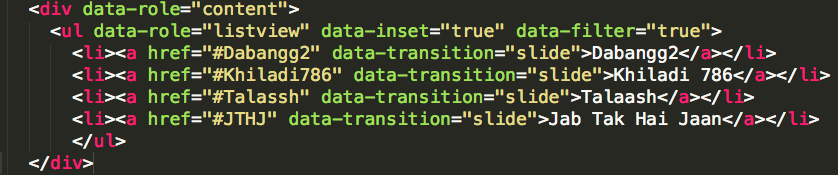 <div data-role="content">
<ul data-role="listview" data-inset="true" data-filter="true">
<li><a href="#Dabangg2" data-transition="slide">Dabangg2</a></li>
<li><a href="#Khiladi786" data-transition="slide">Khiladi 786</a></li>
<li><a href="#Talassh" data-transition="slide">Talaash</a></li>
<li><a href="#JTHJ" data-transition="slide">Jab Tak Hai Jaan</a></li>
</ul>
</div>